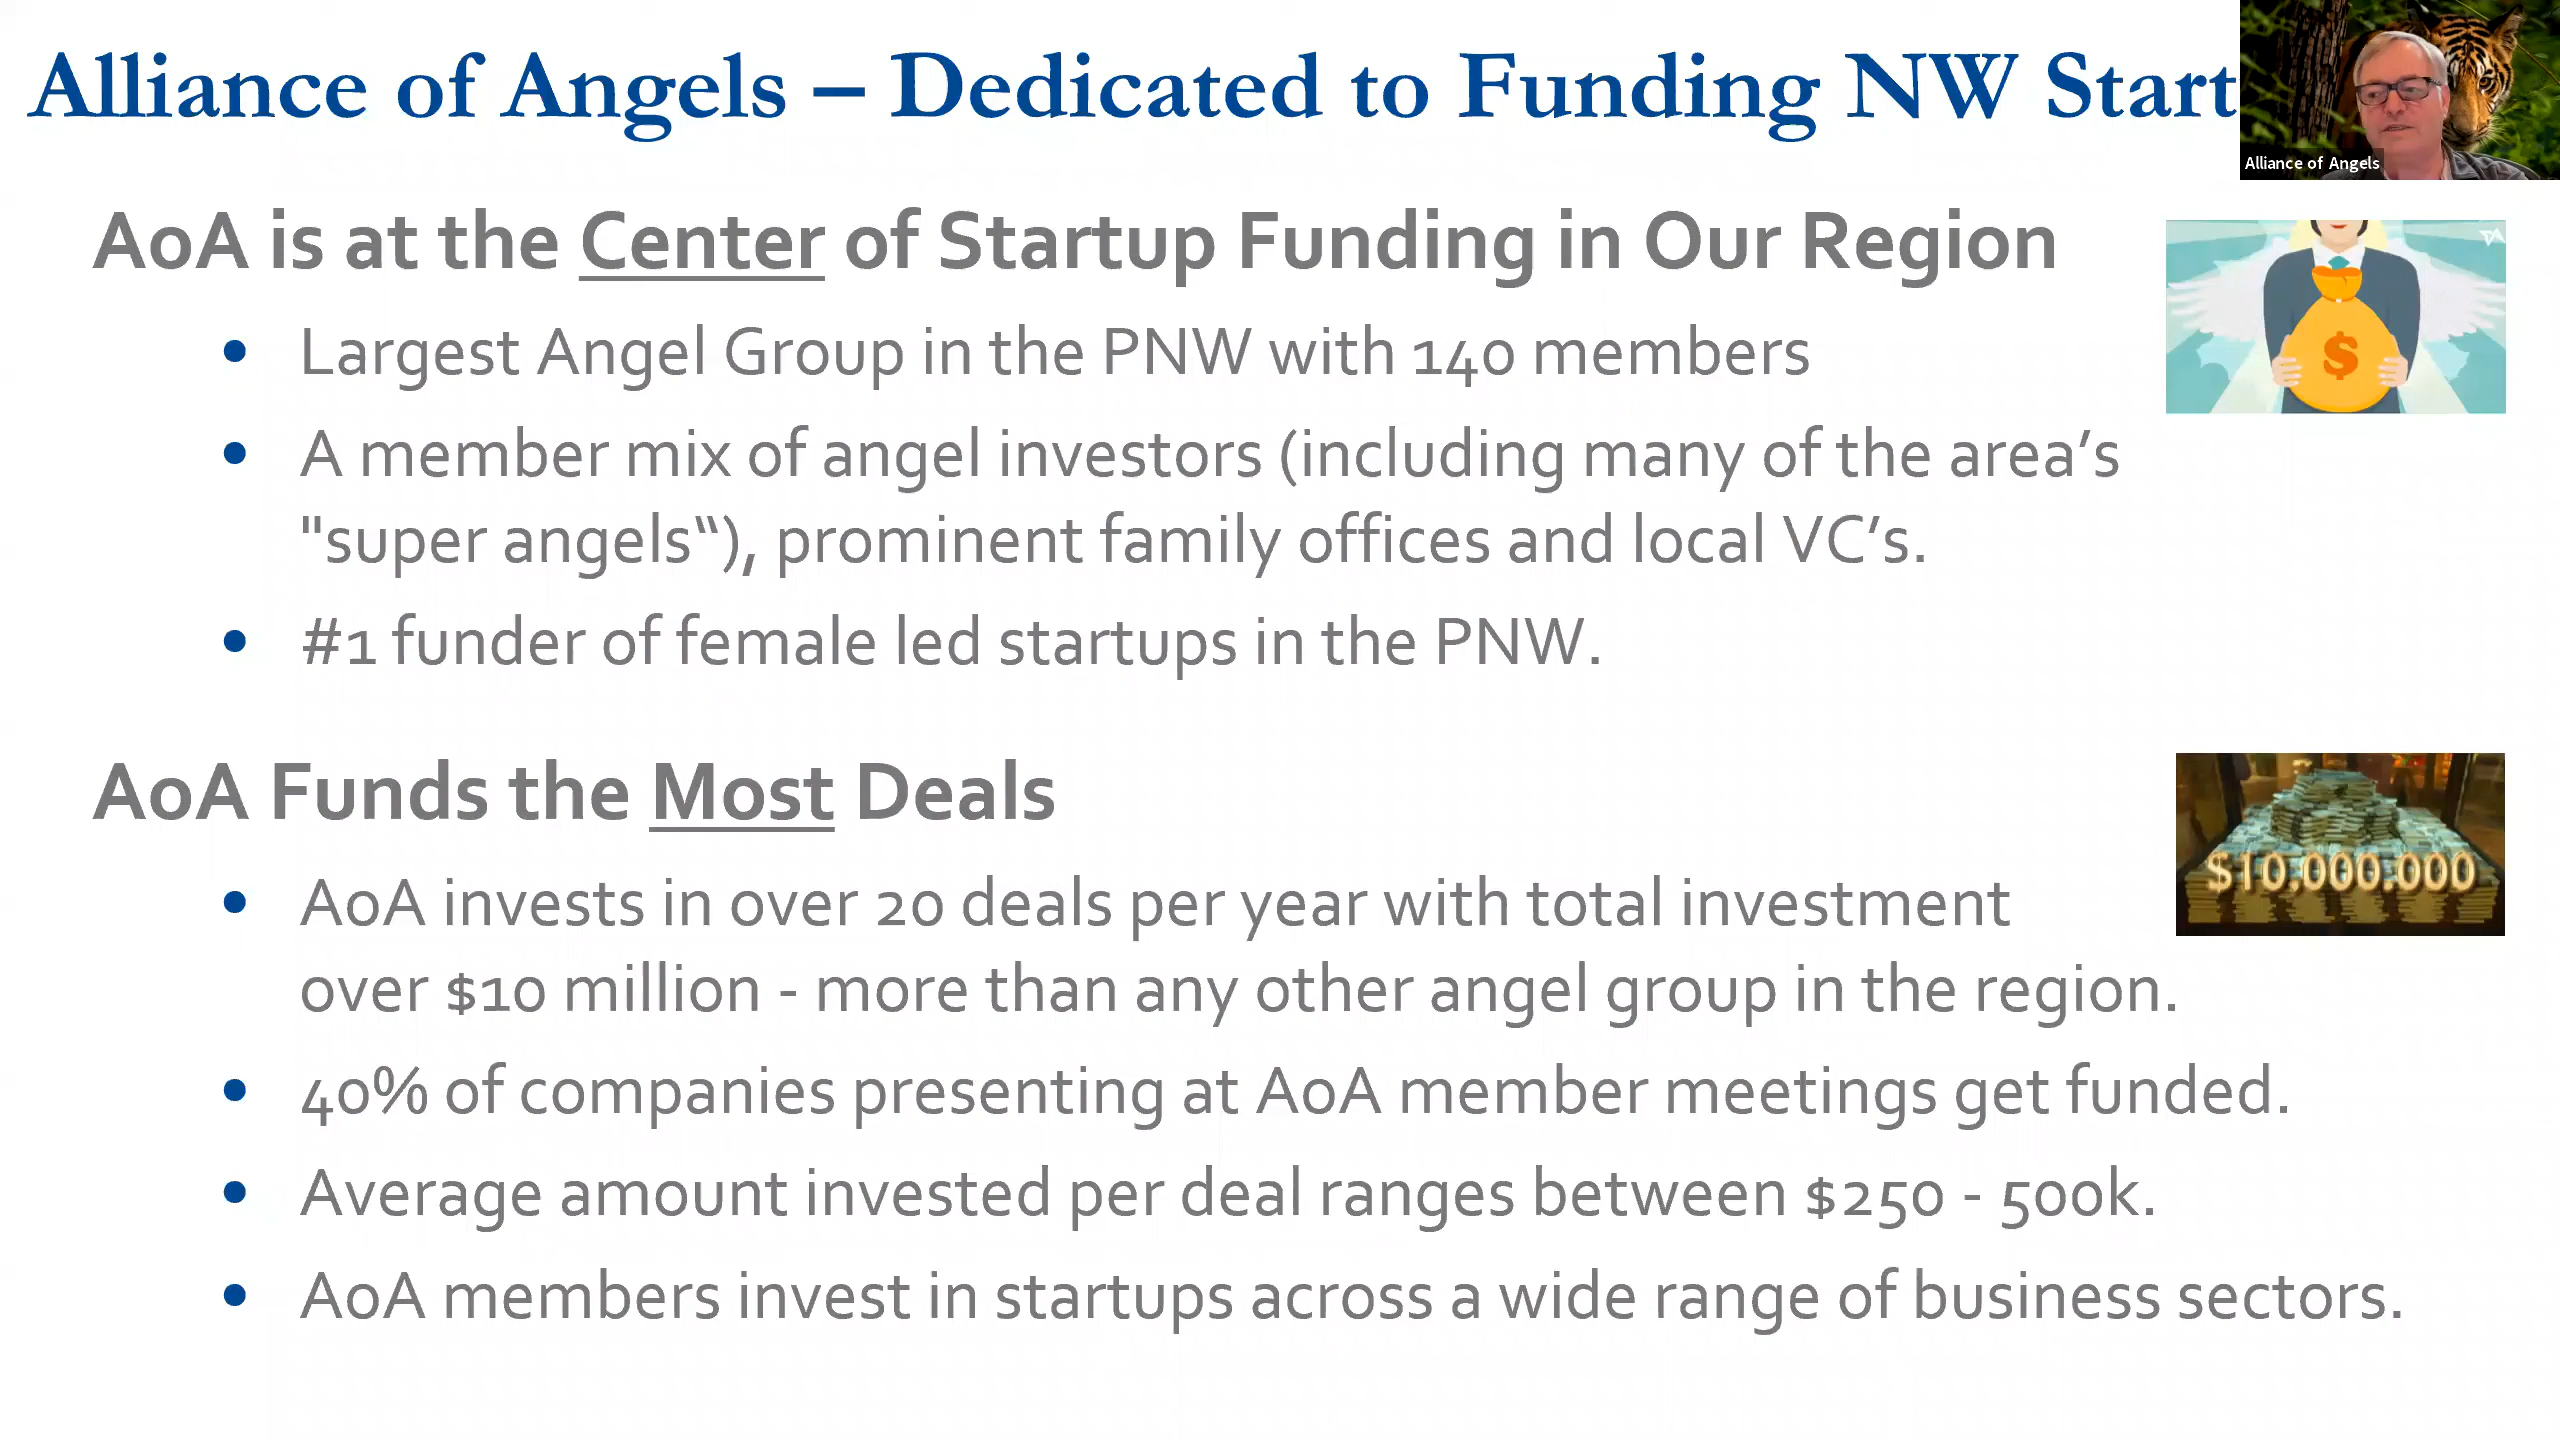 Alliance of Angels – Dedicated to Funding NW Start
Alliance of Angels
AoA is at the Center of Startup Funding in Our Region
• Largest Angel Group in the PNW with 140 members
• A member mix of angel investors (including many of the area’s
"super angels“), prominent family offices and local VC’s.
• #1 funder of female led startups in the PNW.
$
AoA Funds the Most Deals
$10,000.000
• AoA invests in over 20 deals per year with total investment
over $10 million - more than any other angel group in the region.
• 40% of companies presenting at AoA member meetings get funded.
• Average amount invested per deal ranges between $250 - 500k.
• AoA members invest in startups across a wide range of business sectors.